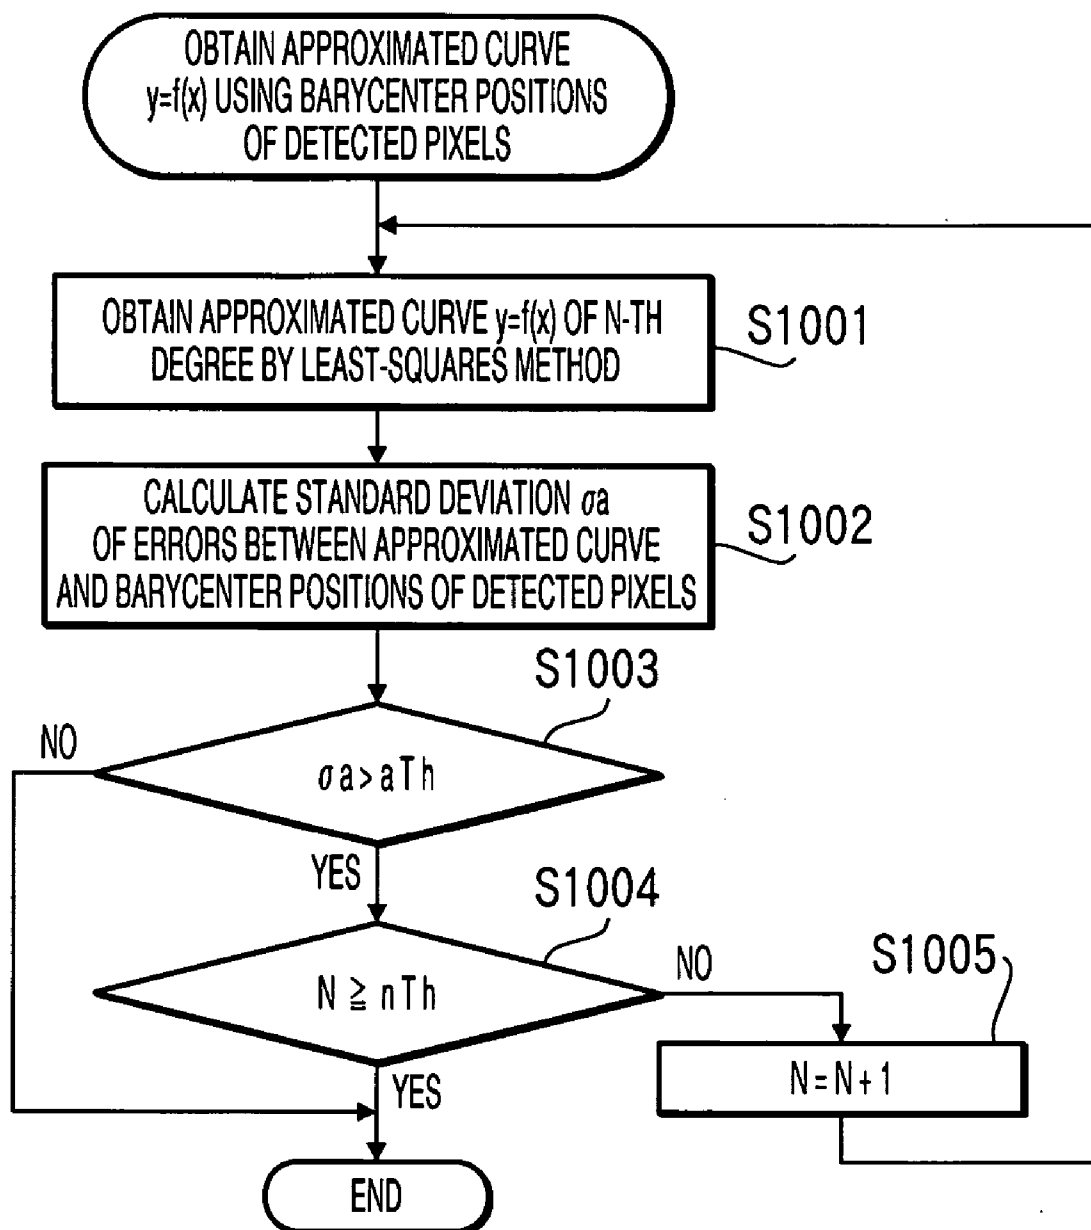 OBTAIN APPROXIMATED CURVE
y=f(x) USING BARYCENTER POSITIONS
OF DETECTED PIXELS
OBTAIN APPROXIMATED CURVE y=f(x) OF N-TH
DEGREE BY LEAST-SQUARES METHOD
S1001
CALCULATE STANDARD DEVIATION σa
OF ERRORS BETWEEN APPROXIMATED CURVE
AND BARYCENTER POSITIONS OF DETECTED PIXELS
S1002
S1003
NO
σa>aTh
YES
S1004
N ≧ nTh
NO
S1005
YES
N=N+1
END